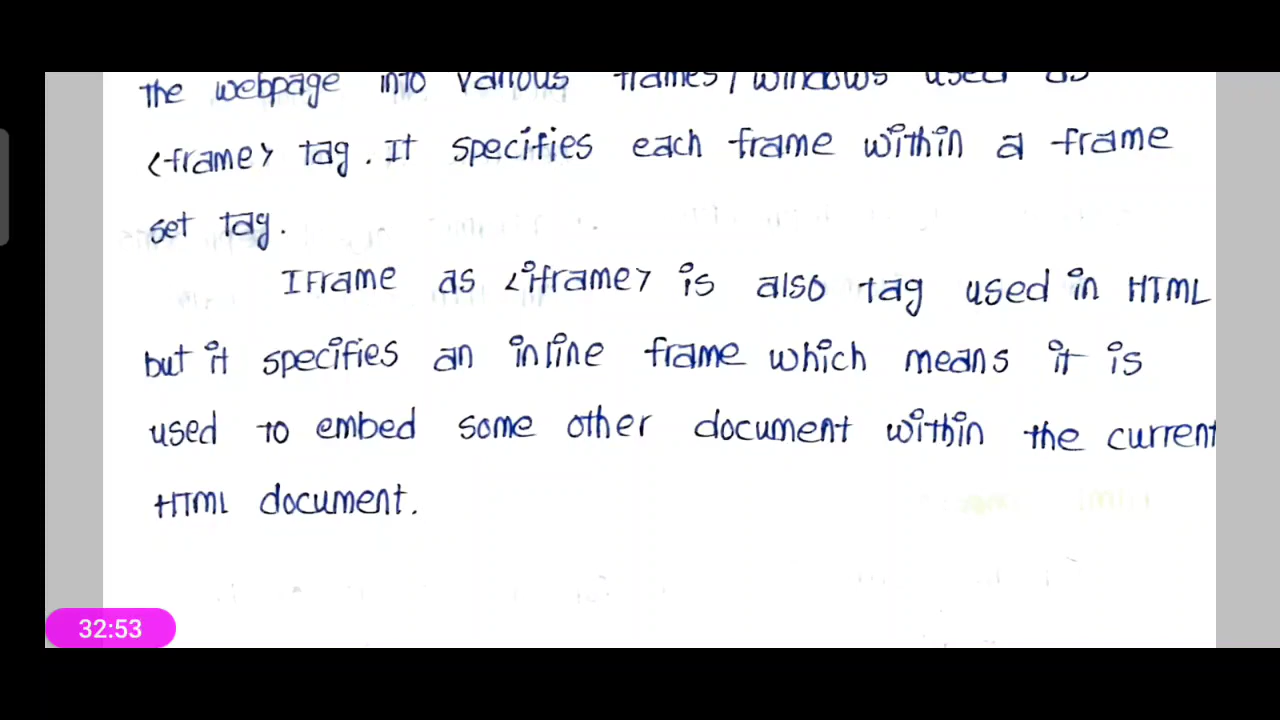 the webpage into various frames/windows used as
<frame> tag. It specifies each frame within a frame
set tag.
IFrame as <iframe> is also tag used in HTML
but it specifies an inline frame which means it is
used to embed some other document within the current
HTML document.
32:53